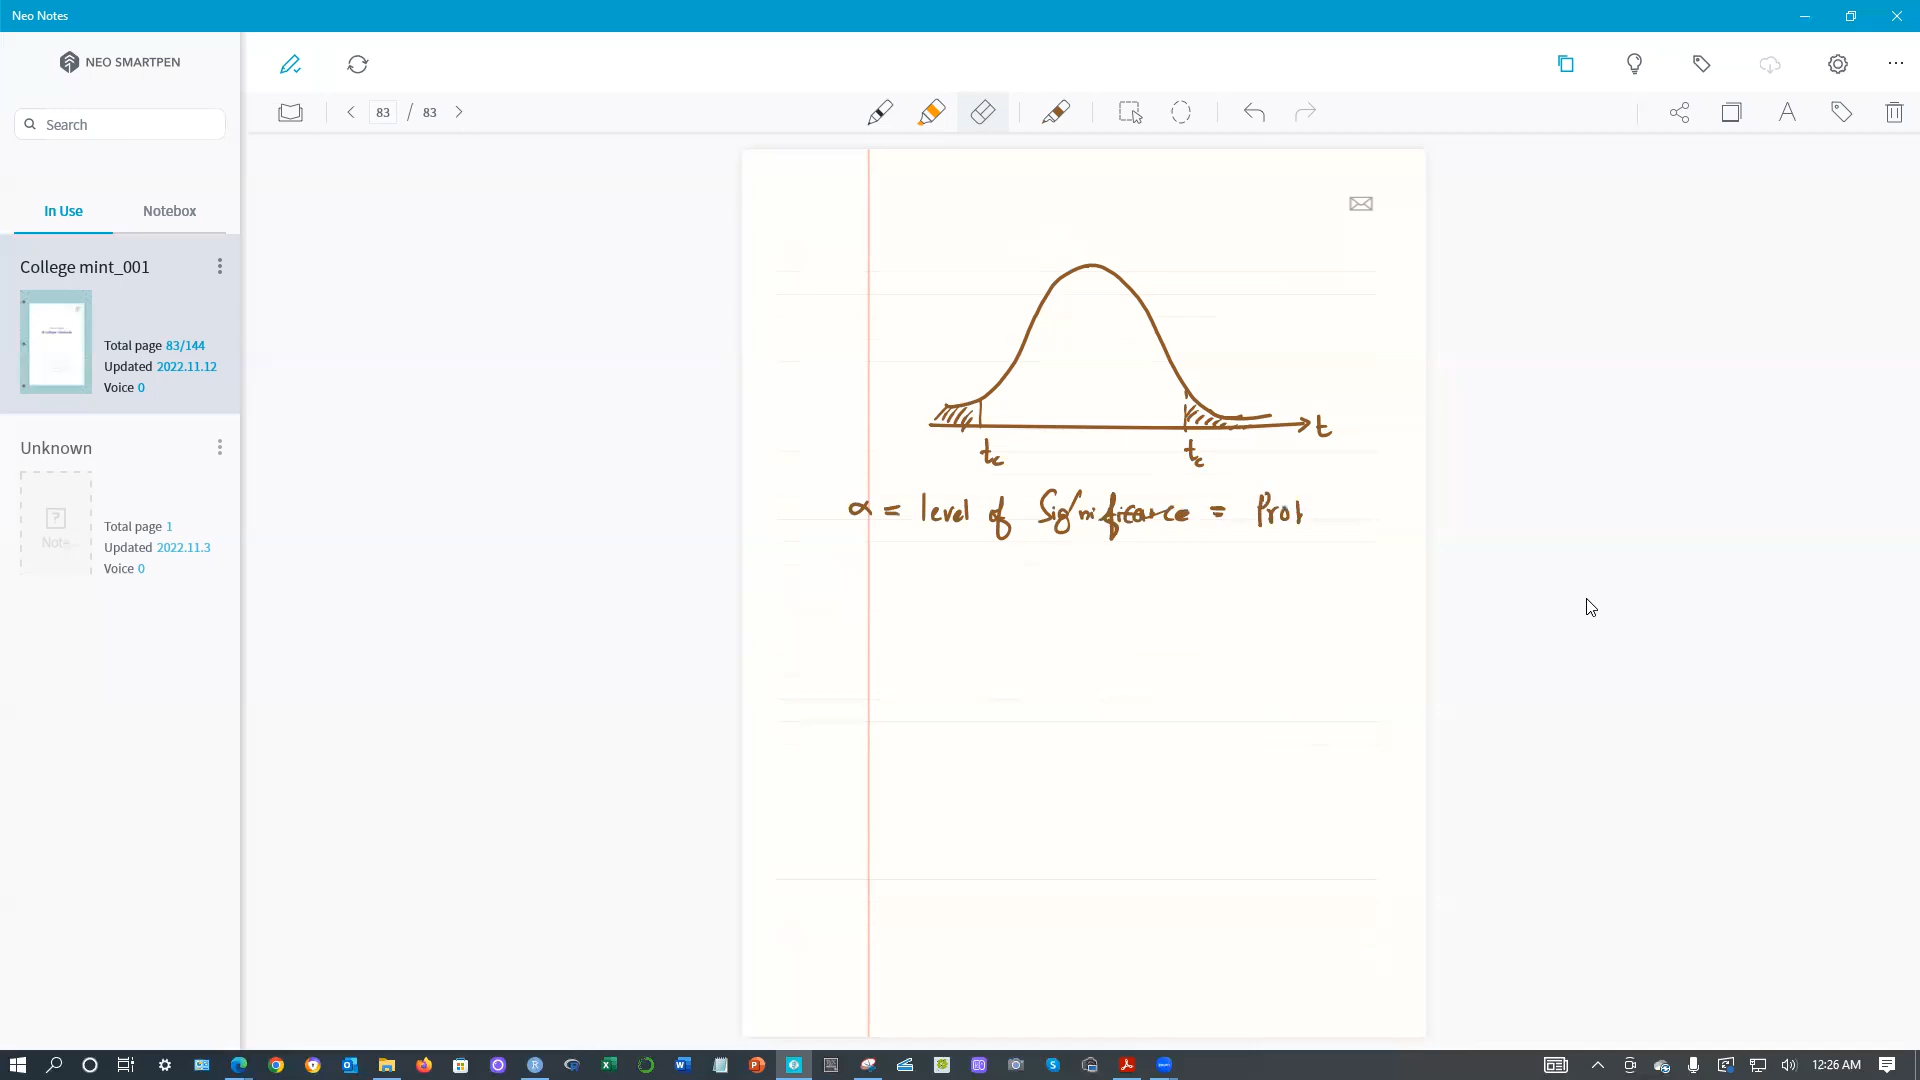 Neo Notes
NEO SMARTPEN
83 / 83
Search
In Use Notebox
College mint_001
Total page 83/144
Updated 2022.11.12
Voice 0
Unknown
Note...
Total page 1
Updated 2022.11.3
Voice 0
t
tc tc
α = level of Significance = Prob
12:26 AM